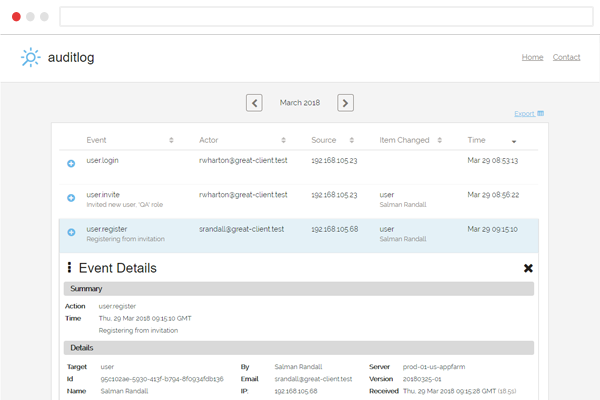 auditlog
Home Contact
March 2018
Export
Event Actor Source Item Changed Time
user.login rwharton@great-client.test 192.168.105.23 Mar 29 08:53:13
user.invite rwharton@great-client.test 192.168.105.23 user Mar 29 08:56:22
Invited new user, 'QA' role Salman Randall
user.register srandall@great-client.test 192.168.105.68 user Mar 29 09:15:10
Registering from invitation Salman Randall
Event Details
Summary
Action user.register
Time Thu, 29 Mar 2018 09:15:10 GMT
Registering from invitation
Details
Target user By Salman Randall Server prod-01-us-appfarm
Id 95c102ae-5930-413f-b794-8f0934fdb136 Email srandall@great-client.test Version 20180325-01
Name Salman Randall IP: 192.168.105.68 Received Thu, 29 Mar 2018 09:15:28 GMT (18.5s)